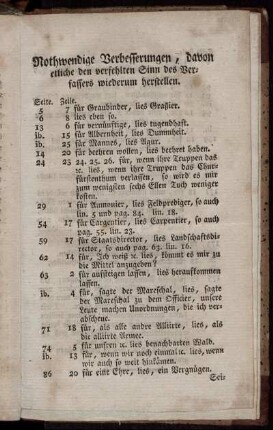 Nothwendige Verbesserungen, davon
etliche den verfehlten Sinn des Ver-
fassers wiederum herstellen.
Seite. Zeile.
5 7 für Graubinder, lies Grasier.
6 8 lies eben so.
13 6 für vernünftige, lies tugendhaft.
ib. 15 für Albernheit, lies Dummheit.
25 20 für Mannes, lies Agur.
14 20 für dechren wollen, lies dechret haben.
24 23 24. 25. 26. für, wenn ihre Truppen das
ꝛc. lies, wenn ihre Truppen das Chur-
fürstenthum verlassen, so wird es mir
zum wenigsten sechs Ellen Tuch weniger
kosten.
29 1 für Aumonier, lies Feldprediger, so auch
lin. 5 und pag. 84. lin. 18.
54 17 für Cargentier, lies Carpentier, so auch
pag. 55. lin. 23.
59 17 für Staatsdirector, lies Landschaftsdi-
rector, so auch pag. 63. lin. 16.
62 14 für, Ich weiß ꝛc. lies, kömmt es mir zu
die Mittel anzugeben?
63 2 für aufsteigen lassen, lies heraufkommen
lassen.
ib. 4 für, sagte der Mareschal, lies, sagte
der Mareschal zu dem Officier, unsere
Leute machen Unordnungen, die ich ver-
abscheue.
71 18 für, als alle andre Alliirte, lies, als
die alliirte Armee.
74 5 für unsren ꝛc. lies benachbarten Wald.
ib. 13 für, wenn wir noch einmal ꝛc. lies, wenn
wir auch so weit hinkämen.
86 20 für eine Ehre, lies, ein Vergnügen.
Sei-